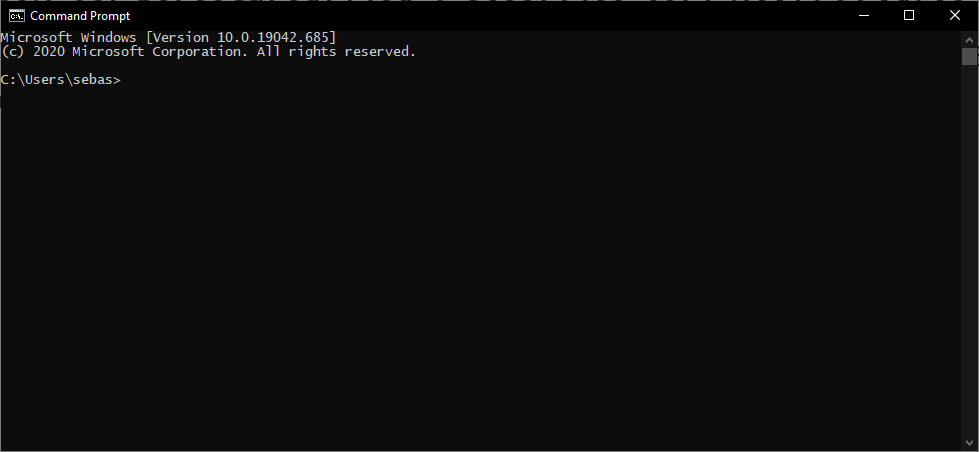 Command Prompt
Microsoft Windows [Version 10.0.19042.685]
(c) 2020 Microsoft Corporation. All rights reserved.
C:\Users\sebas>